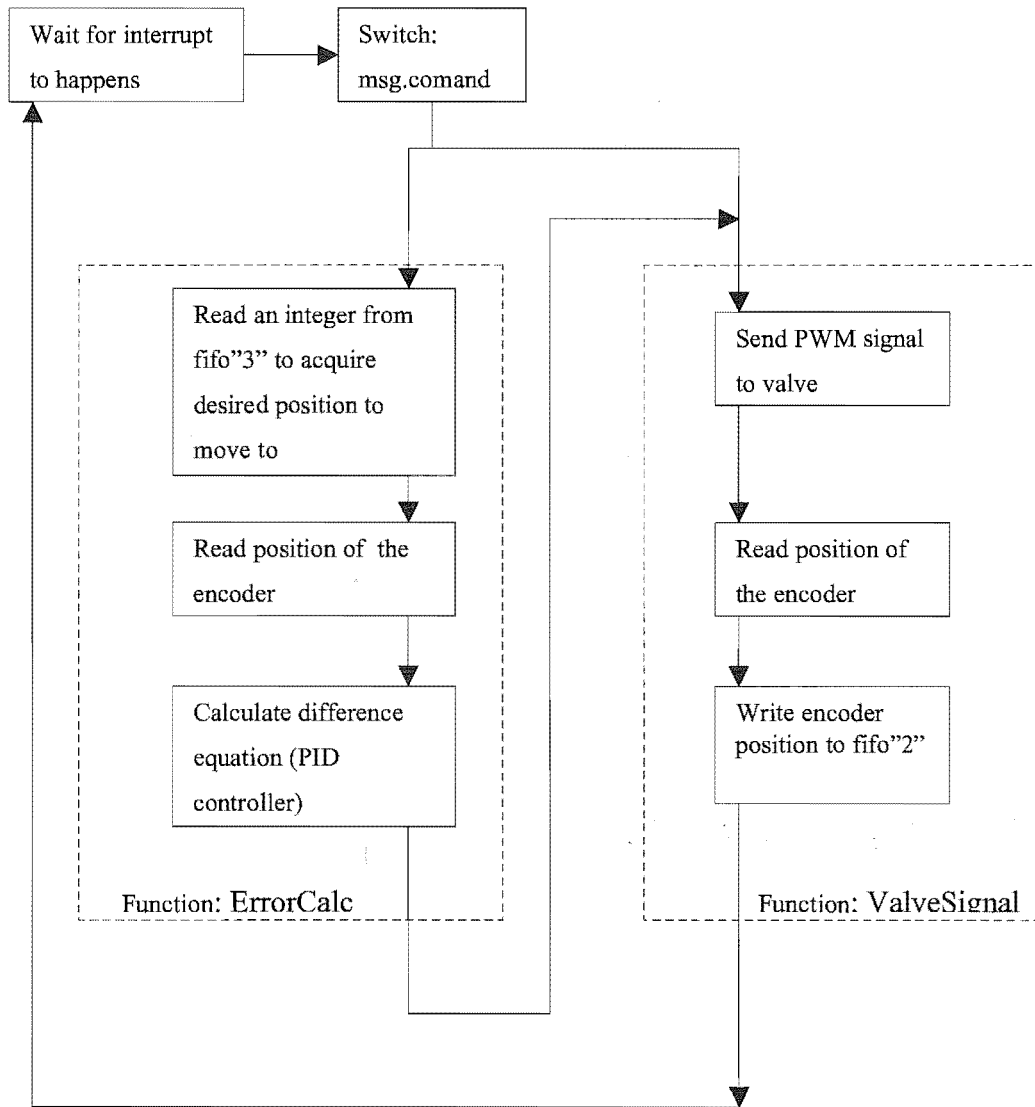 Wait for interrupt
to happens
Switch:
msg.comand
Read an integer from
fifo”3” to acquire
desired position to
move to
Read position of the
encoder
Calculate difference
equation (PID
controller)
Function: ErrorCalc
Send PWM signal
to valve
Read position of
the encoder
Write encoder
position to fifo”2”
Function: ValveSignal